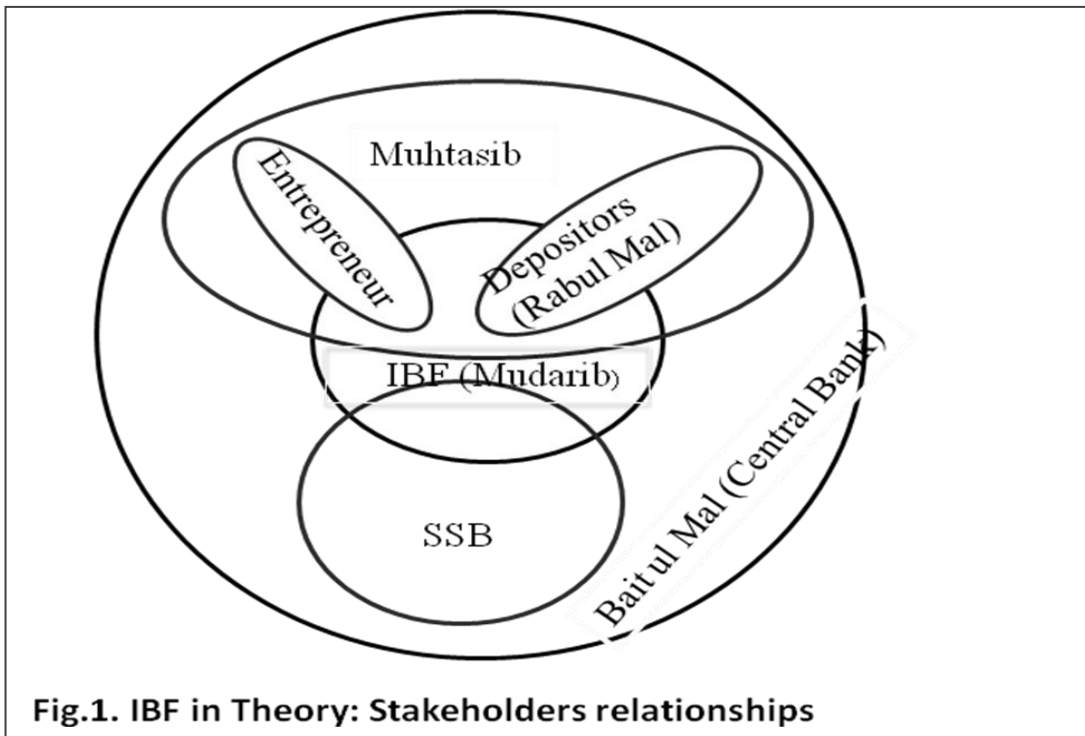 Muhtasib
Entrepreneur
Depositors
(Rabul Mal)
IBF (Mudarib)
SSB
Bait ul Mal (Central Bank)
Fig.1. IBF in Theory: Stakeholders relationships